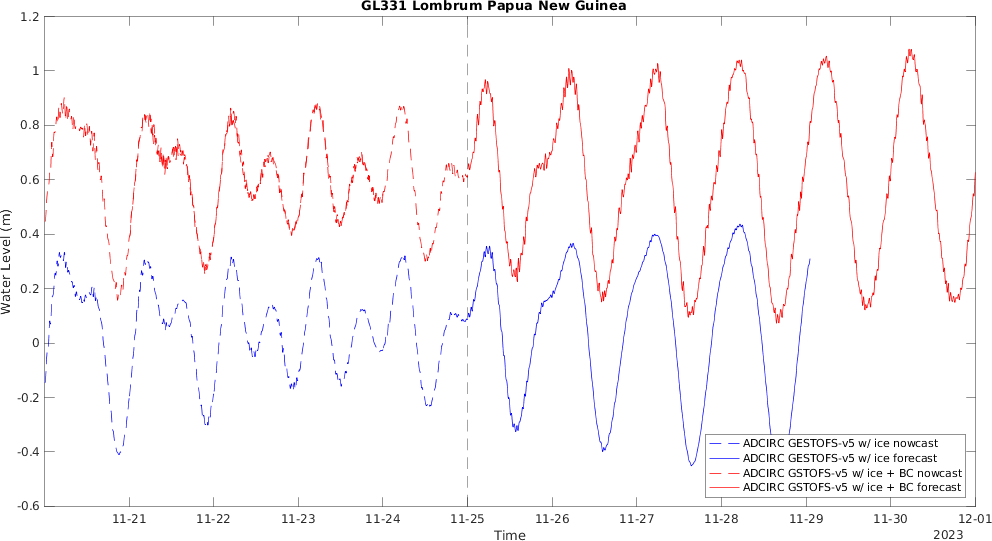 GL331 Lombrum Papua New Guinea
1.2
1
0.8
0.6
0.4
0.2
0
-0.2
-0.4
-0.6
Water Level (m)
ADCIRC GESTOFS-v5 w/ ice nowcast
ADCIRC GESTOFS-v5 w/ ice forecast
ADCIRC GSTOFS-v5 w/ ice + BC nowcast
ADCIRC GSTOFS-v5 w/ ice + BC forecast
11-21 11-22 11-23 11-24 11-25 11-26 11-27 11-28 11-29 11-30 12-01
Time
2023